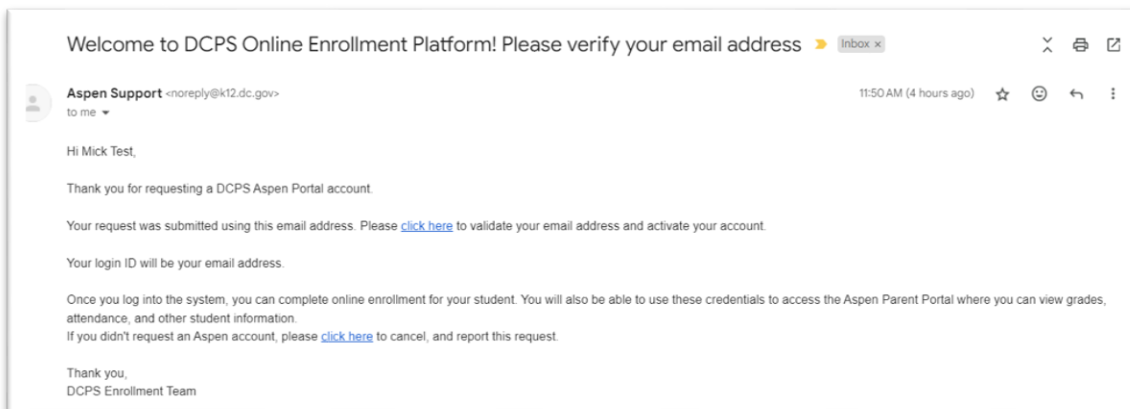 Welcome to DCPS Online Enrollment Platform! Please verify your email address Inbox ×
Aspen Support <noreply@k12.dc.gov> 11:50 AM (4 hours ago)
to me
Hi Mick Test,
Thank you for requesting a DCPS Aspen Portal account.
Your request was submitted using this email address. Please click here to validate your email address and activate your account.
Your login ID will be your email address.
Once you log into the system, you can complete online enrollment for your student. You will also be able to use these credentials to access the Aspen Parent Portal where you can view grades,
attendance, and other student information.
If you didn't request an Aspen account, please click here to cancel, and report this request.
Thank you,
DCPS Enrollment Team